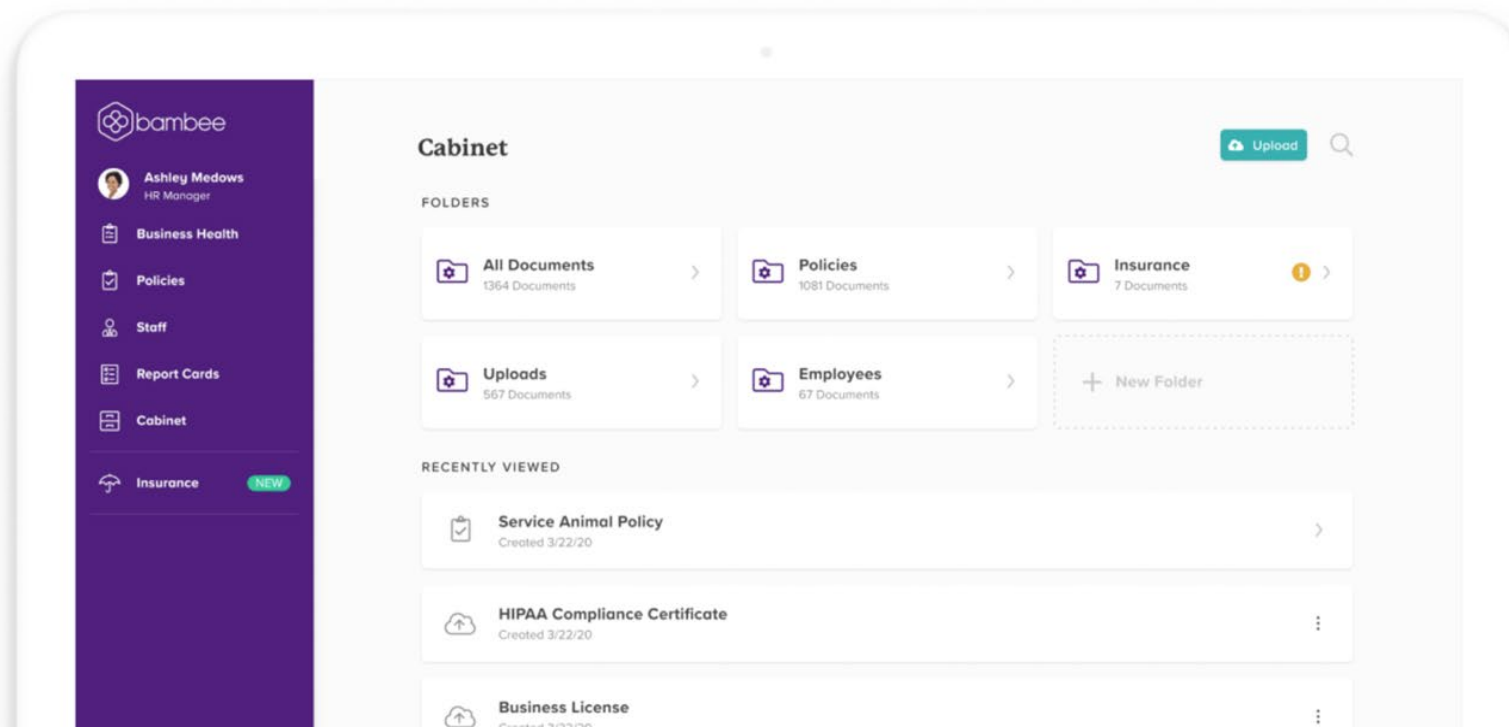 bambee
Ashley Medows
HR Manager
Business Health
Policies
Staff
Report Cards
Cabinet
Insurance NEW
Cabinet
Upload
FOLDERS
All Documents
1364 Documents
Policies
1081 Documents
Insurance
7 Documents
Uploads
567 Documents
Employees
67 Documents
New Folder
RECENTLY VIEWED
Service Animal Policy
Created 3/22/20
HIPAA Compliance Certificate
Created 3/22/20
Business License